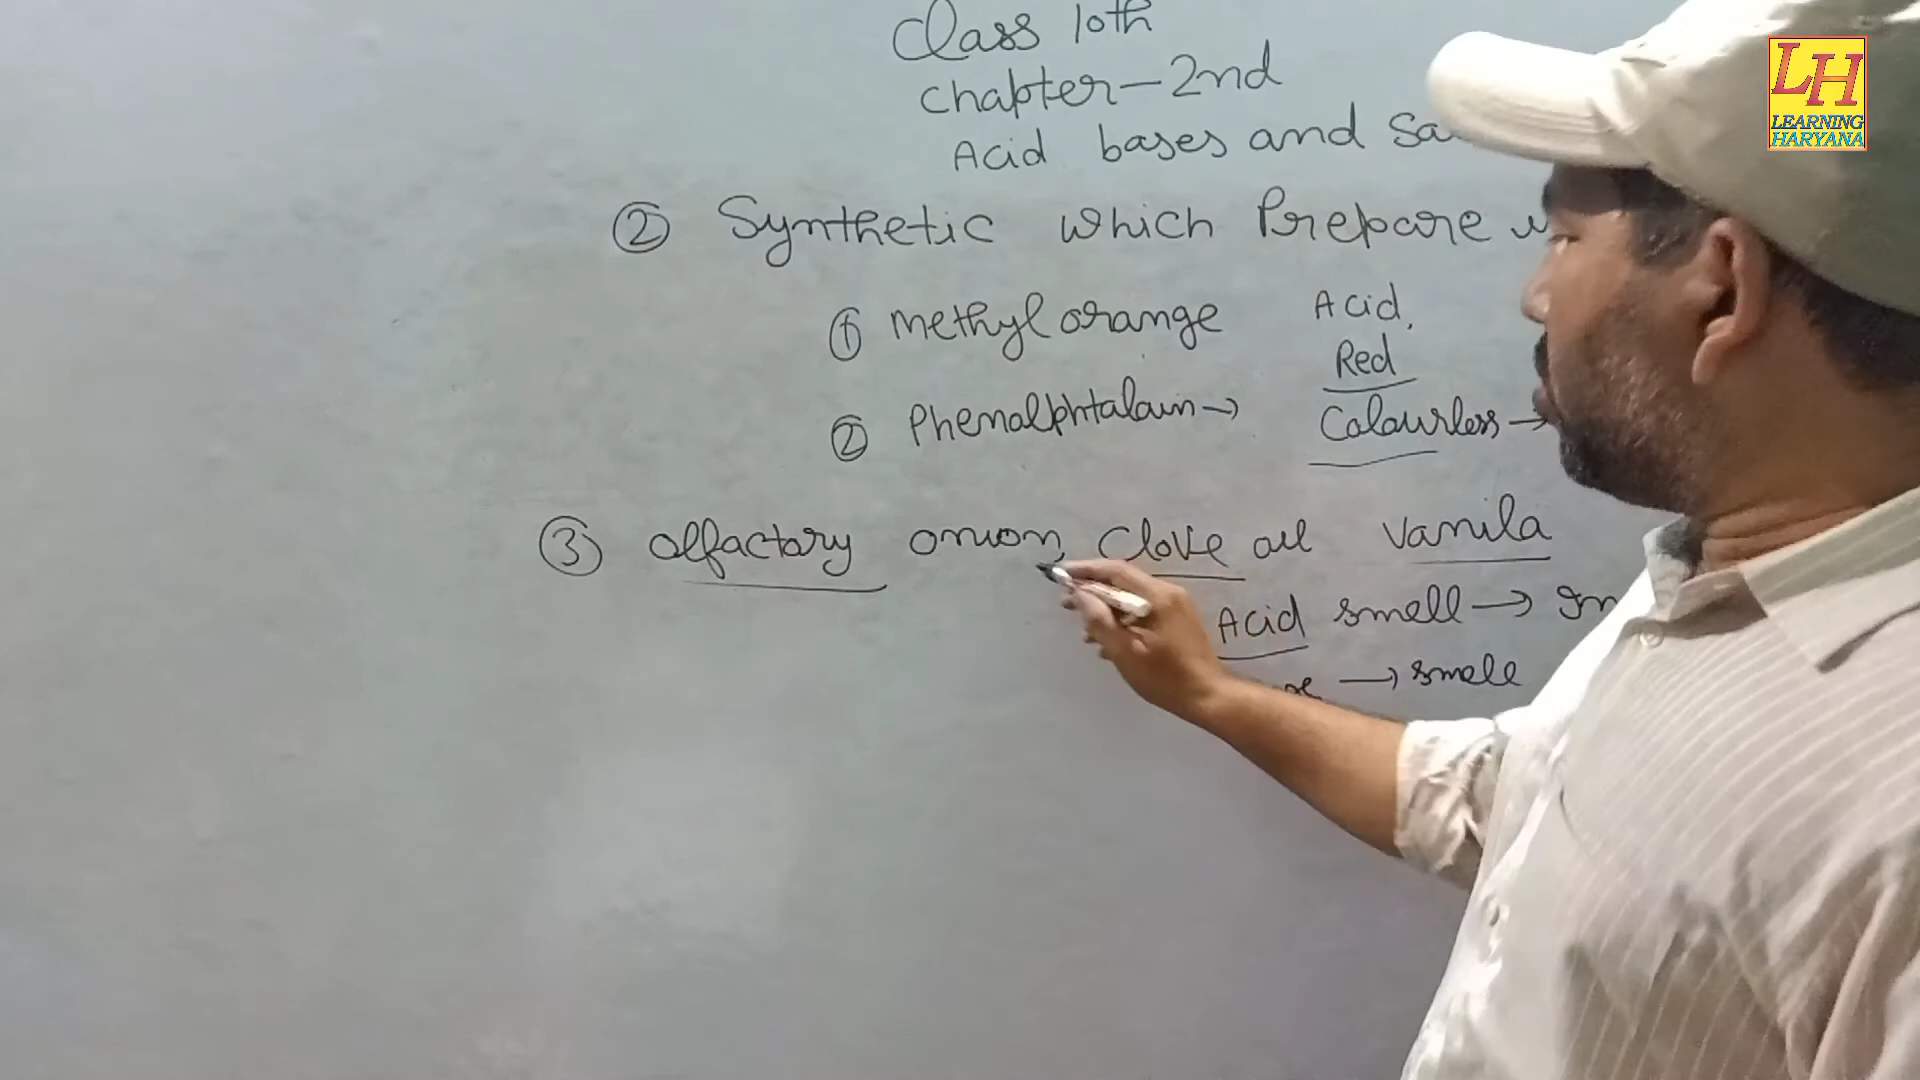 Class 10th
Chapter-2nd
Acid bases and
② Synthetic which Prepare
① Methyl orange Acid,
Red
② Phenalphtalain → Colourless →
③ olfactory onion, Clove oil Vanila
Acid smell →
→ smell
LH
LEARNING
HARYANA